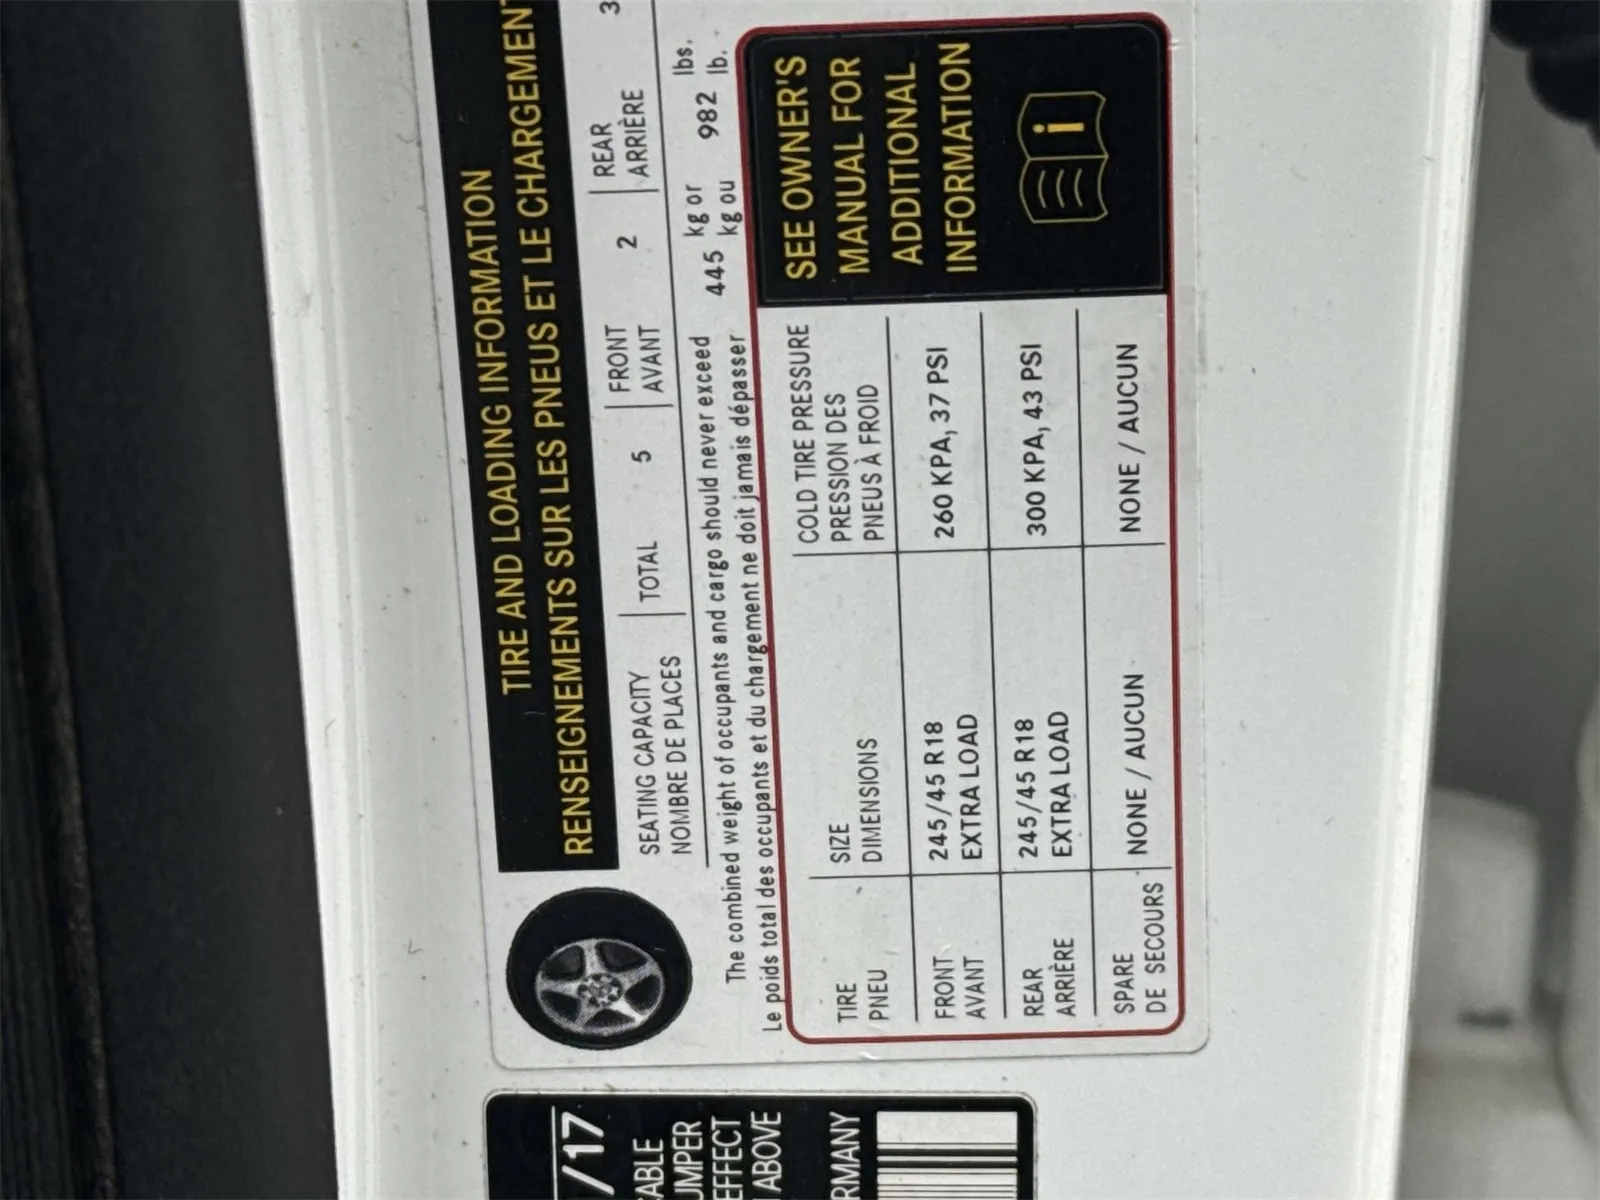 TIRE AND LOADING INFORMATION
RENSEIGNEMENTS SUR LES PNEUS ET LE CHARGEMENT
SEATING CAPACITY | TOTAL 5 | FRONT 2 | REAR 3
NOMBRE DE PLACES AVANT ARRIÈRE
The combined weight of occupants and cargo should never exceed 445 kg or 982 lbs.
Le poids total des occupants et du chargement ne doit jamais dépasser kg ou lb.
TIRE SIZE COLD TIRE PRESSURE
PNEU DIMENSIONS PRESSION DES
PNEUS À FROID
FRONT 245/45 R18 260 KPA, 37 PSI
AVANT EXTRA LOAD
REAR 245/45 R18 300 KPA, 43 PSI
ARRIÈRE EXTRA LOAD
SPARE NONE / AUCUN NONE / AUCUN
DE SECOURS
SEE OWNER'S
MANUAL FOR
ADDITIONAL
INFORMATION
i
/17
UMPER
EFFECT
ABOVE
RMANY